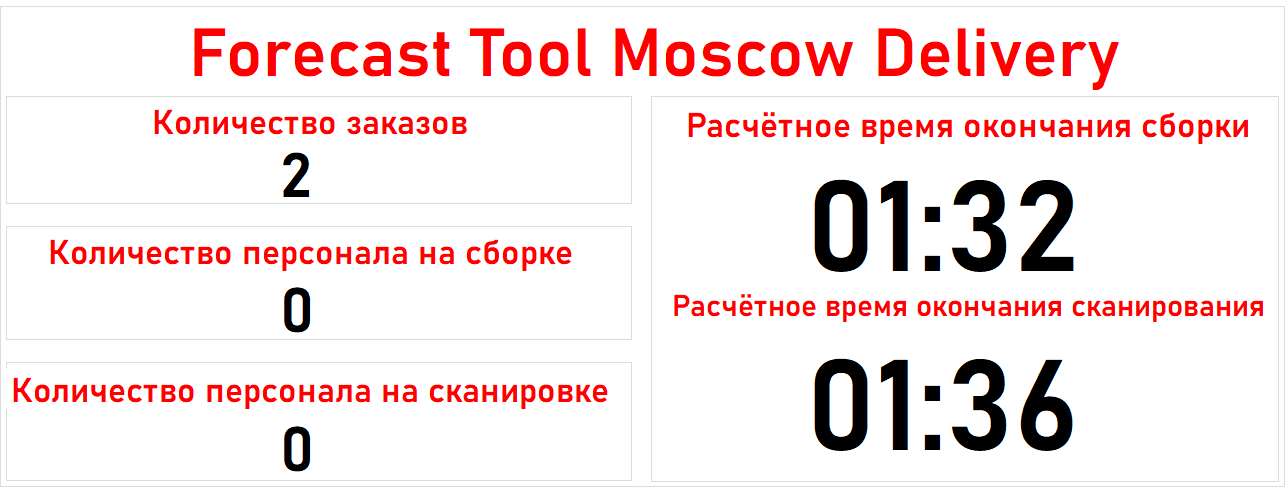 Forecast Tool Moscow Delivery
Количество заказов
2
Количество персонала на сборке
0
Количество персонала на сканировке
0
Расчётное время окончания сборки
01:32
Расчётное время окончания сканирования
01:36